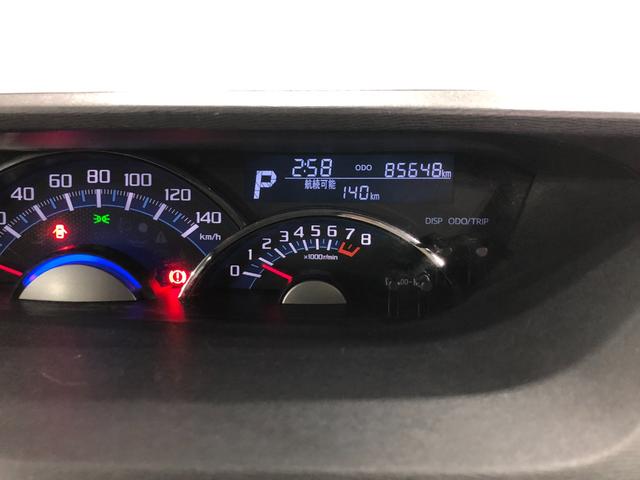 2:58 ODO 85648km
P 航続可能
140km
40 60 80 100 120 140
km/h
0 1 2 3 4 5 6 7 8
×1000r/min
DISP ODO/TRIP